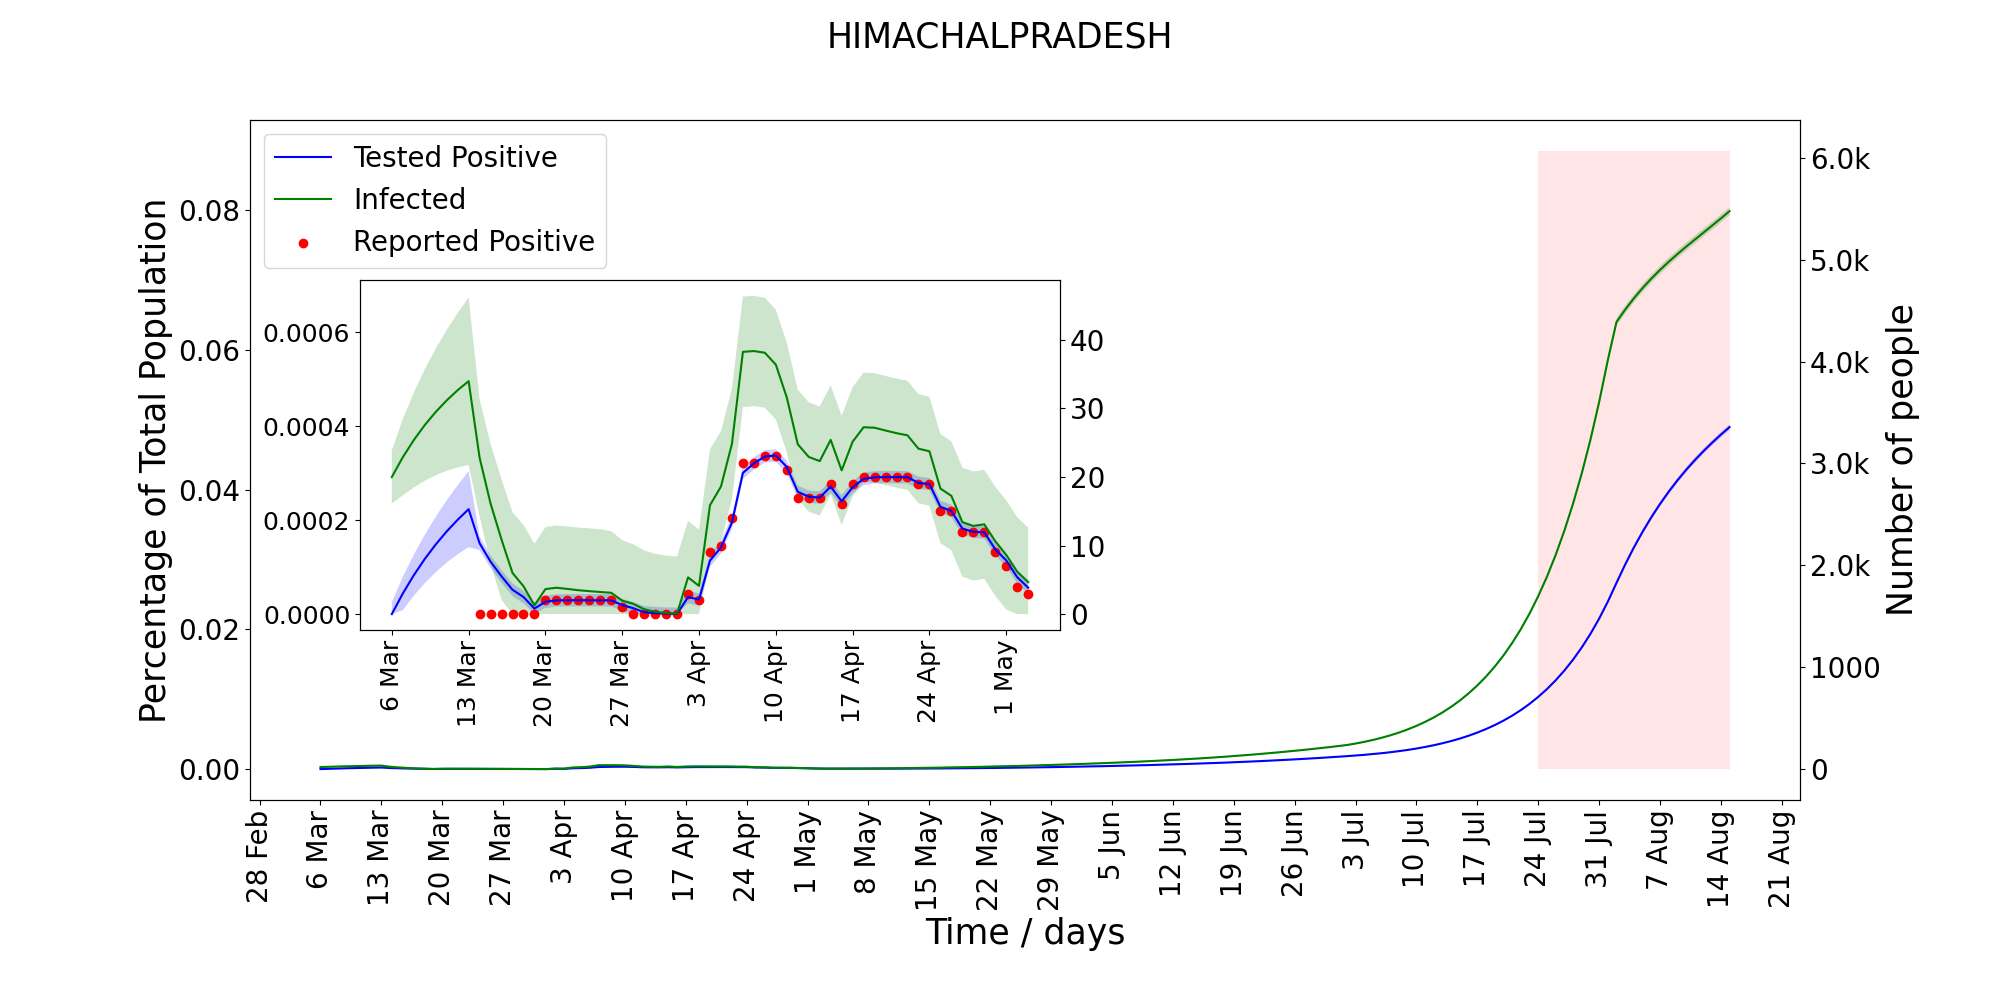 HIMACHALPRADESH
Tested Positive
Infected
Reported Positive
Percentage of Total Population
0.08
0.06
0.04
0.02
0.00
6.0k
5.0k
4.0k
3.0k
2.0k
1000
0
Number of people
0.0006
0.0004
0.0002
0.0000
40
30
20
10
0
6 Mar
13 Mar
20 Mar
27 Mar
3 Apr
10 Apr
17 Apr
24 Apr
1 May
28 Feb
6 Mar
13 Mar
20 Mar
27 Mar
3 Apr
10 Apr
17 Apr
24 Apr
1 May
8 May
15 May
22 May
29 May
5 Jun
12 Jun
19 Jun
26 Jun
3 Jul
10 Jul
17 Jul
24 Jul
31 Jul
7 Aug
14 Aug
21 Aug
Time / days